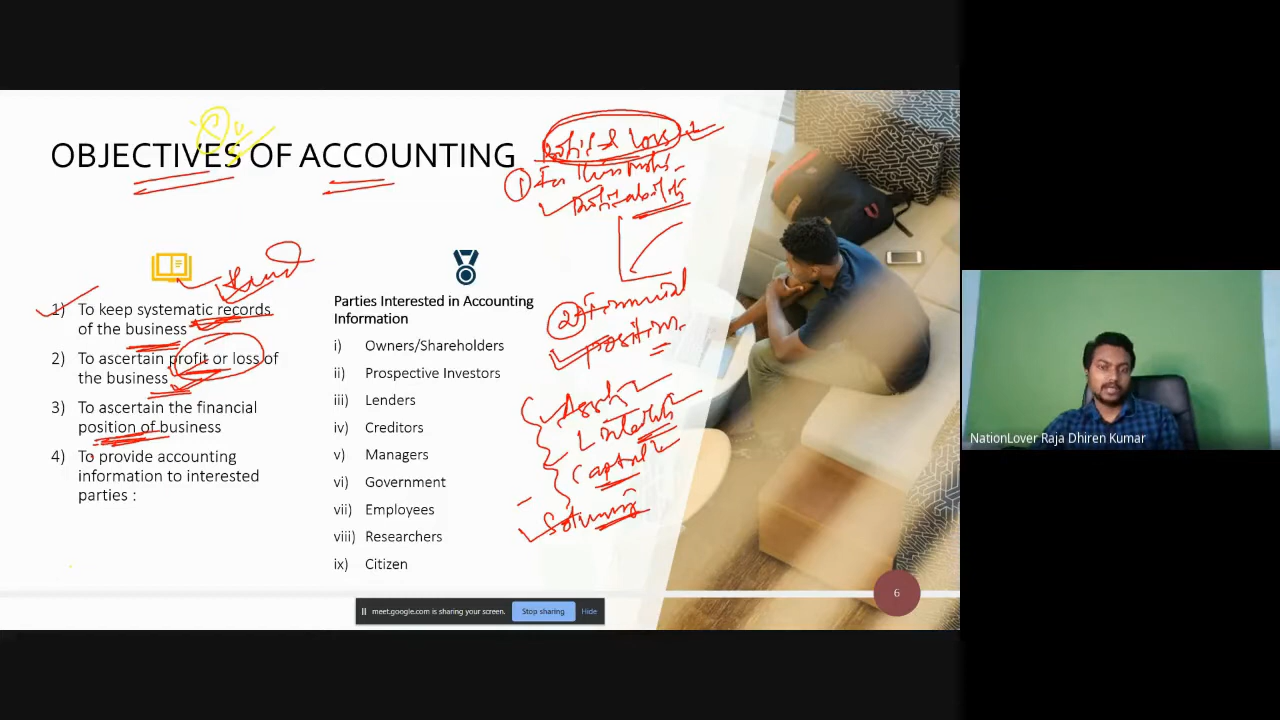 OBJECTIVES OF ACCOUNTING
1) To keep systematic records
of the business
2) To ascertain profit or loss of
the business
3) To ascertain the financial
position of business
4) To provide accounting
information to interested
parties :
Parties Interested in Accounting
Information
i) Owners/Shareholders
ii) Prospective Investors
iii) Lenders
iv) Creditors
v) Managers
vi) Government
vii) Employees
viii) Researchers
ix) Citizen
Profit & Loss
1
Profitability
2 Financial
position
Capital
6
meet.google.com is sharing your screen.
Stop sharing
Hide
NationLover Raja Dhiren Kumar